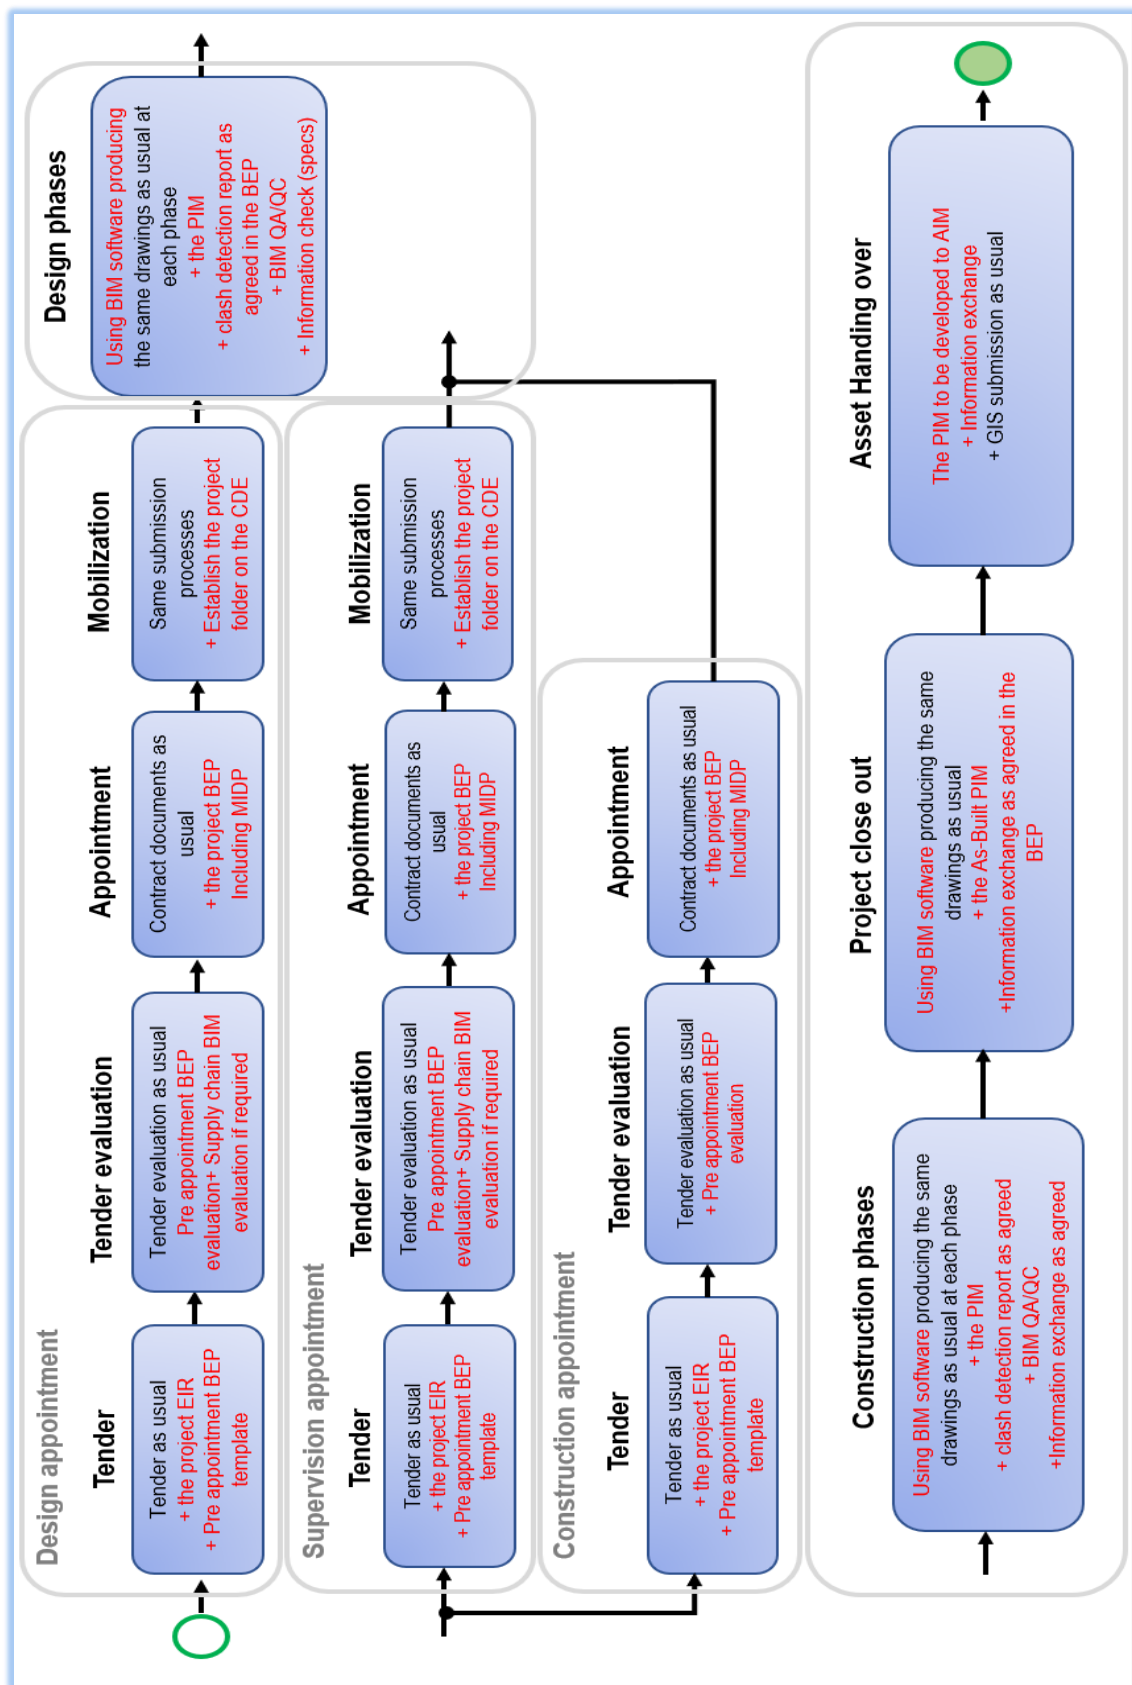 Design appointment
Tender
Tender as usual
+ the project EIR
+ Pre appointment BEP
template
Tender evaluation
Tender evaluation as usual
Pre appointment BEP
evaluation+ Supply chain BIM
evaluation if required
Appointment
Contract documents as
usual
+ the project BEP
Including MIDP
Mobilization
Same submission
processes
+ Establish the project
folder on the CDE
Design phases
Using BIM software producing
the same drawings as usual at
each phase
+ the PIM
+ clash detection report as
agreed in the BEP
+ BIM QA/QC
+ Information check (specs)
Supervision appointment
Tender
Tender as usual
+ the project EIR
+ Pre appointment BEP
template
Tender evaluation
Tender evaluation as usual
Pre appointment BEP
evaluation+ Supply chain BIM
evaluation if required
Appointment
Contract documents as
usual
+ the project BEP
Including MIDP
Mobilization
Same submission
processes
+ Establish the project
folder on the CDE
Construction appointment
Tender
Tender as usual
+ the project EIR
+ Pre appointment BEP
template
Tender evaluation
Tender evaluation as usual
+ Pre appointment BEP
evaluation
Appointment
Contract documents as usual
+ the project BEP
Including MIDP
Construction phases
Using BIM software producing the same
drawings as usual at each phase
+ the PIM
+ clash detection report as agreed
+ BIM QA/QC
+Information exchange as agreed
Project close out
Using BIM software producing the same
drawings as usual
+ the As-Built PIM
+Information exchange as agreed in the
BEP
Asset Handing over
The PIM to be developed to AIM
+ Information exchange
+ GIS submission as usual